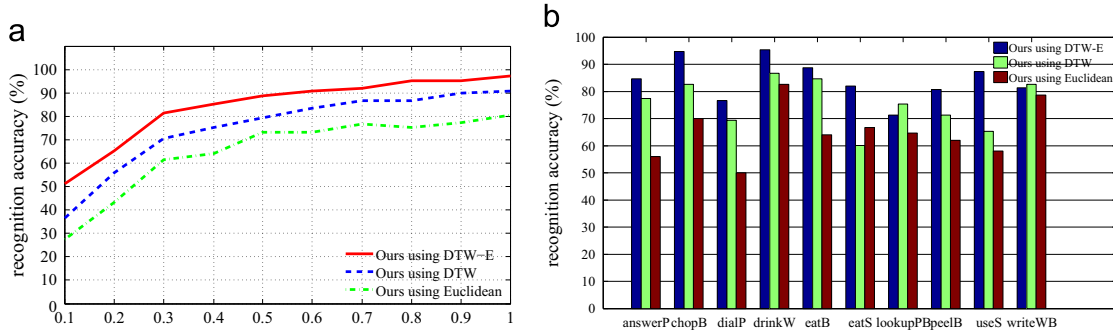 a
recognition accuracy (%)
100
90
80
70
60
50
40
30
20
10
0
0.1 0.2 0.3 0.4 0.5 0.6 0.7 0.8 0.9 1
Ours using DTW-E
Ours using DTW
Ours using Euclidean
b
recognition accuracy (%)
100
90
80
70
60
50
40
30
20
10
0
answerP chopB dialP drinkW eatB eatS lookupPB peelB useS writeWB
Ours using DTW-E
Ours using DTW
Ours using Euclidean